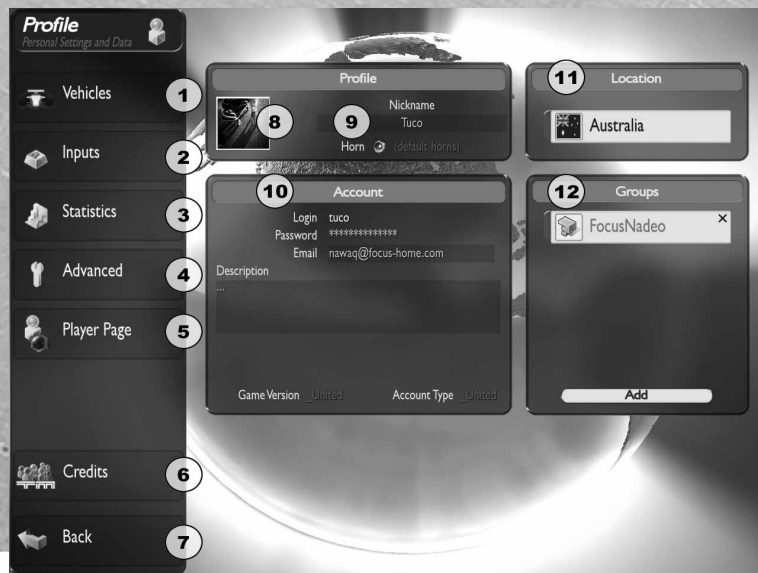 Profile
Personal Settings and Data
Vehicles 1
Inputs 2
Statistics 3
Advanced 4
Player Page 5
Credits 6
Back 7
Profile
8
Nickname
9 Tuco
Horn (default horns)
10 Account
Login tuco
Password **************
Email nawaq@focus-home.com
Description
...
Game Version _United Account Type _United
11 Location
Australia
12 Groups
FocusNadeo ×
Add